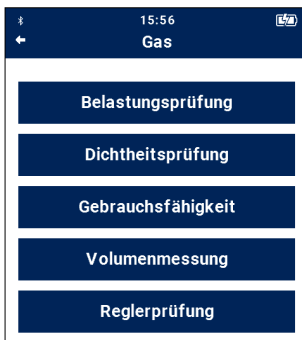 15:56
Gas
Belastungsprüfung
Dichtheitsprüfung
Gebrauchsfähigkeit
Volumenmessung
Reglerprüfung